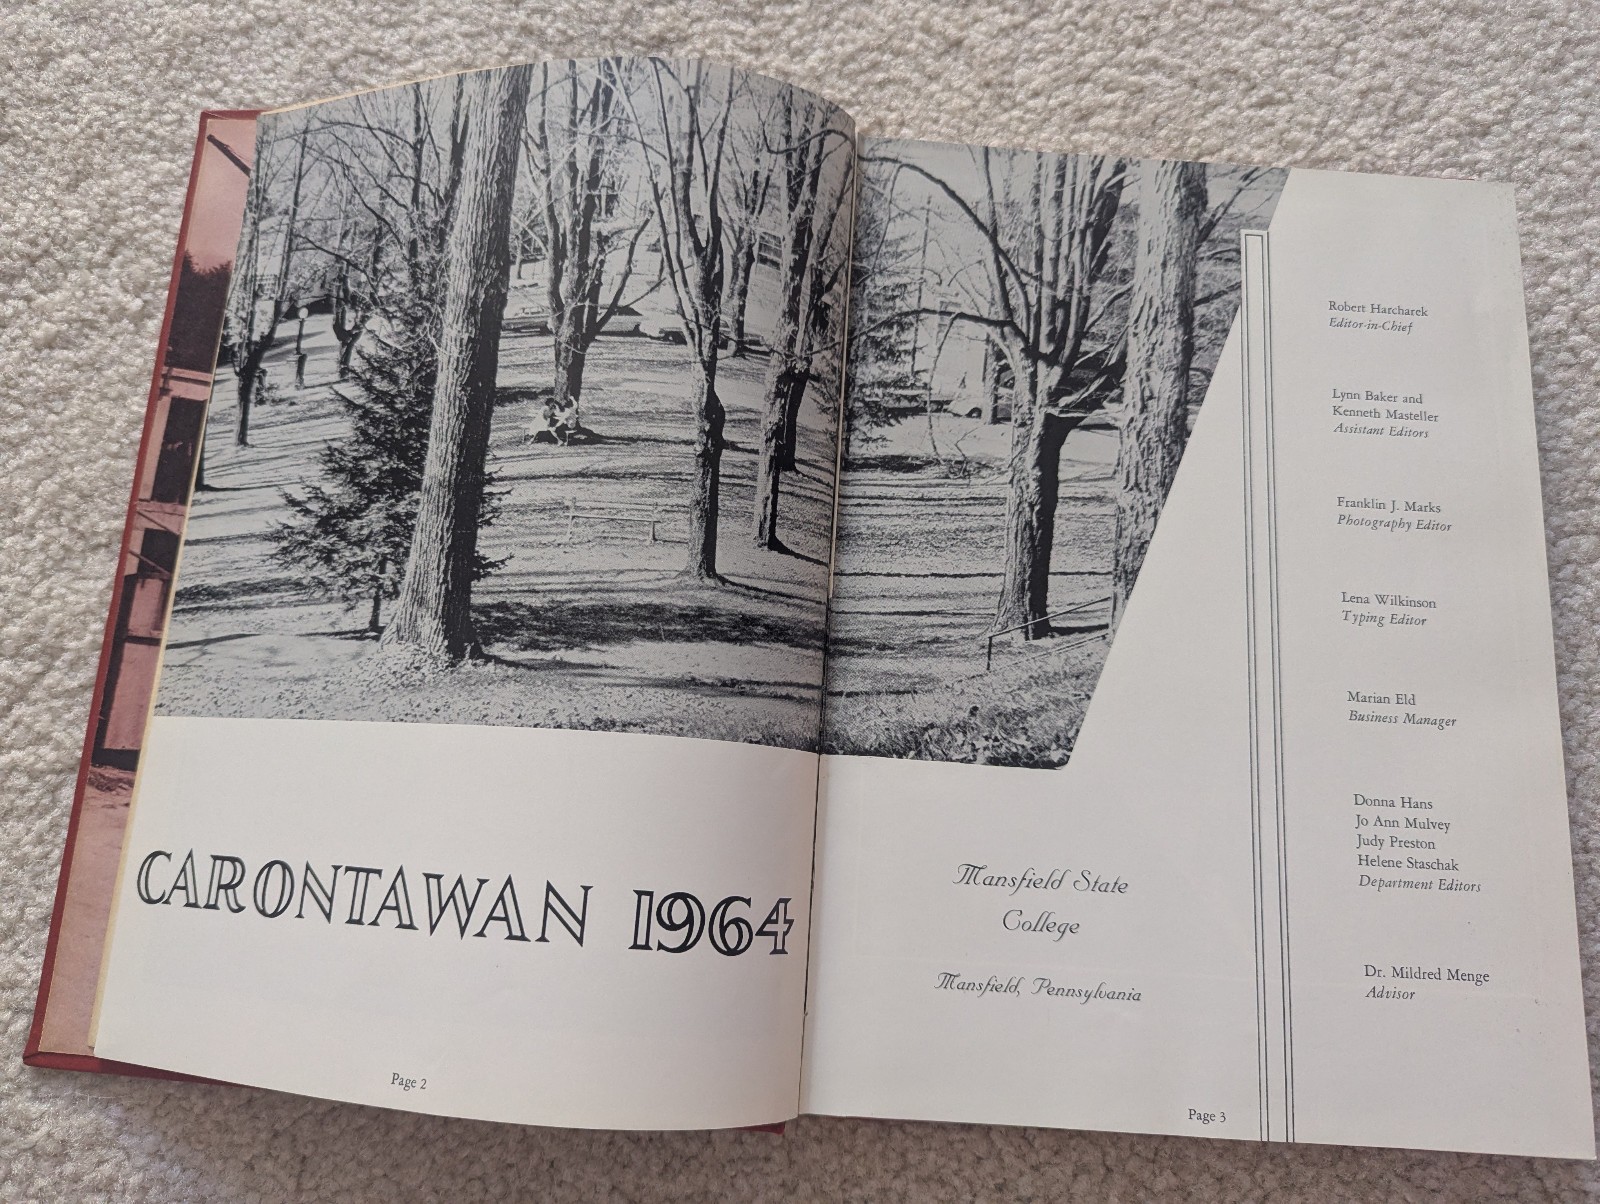 CARONTAWAN 1964
Page 2
Mansfield State
College
Mansfield, Pennsylvania
Page 3
Robert Harcharek
Editor-in-Chief
Lynn Baker and
Kenneth Masteller
Assistant Editors
Franklin J. Marks
Photography Editor
Lena Wilkinson
Typing Editor
Marian Eld
Business Manager
Donna Hans
Jo Ann Mulvey
Judy Preston
Helene Staschak
Department Editors
Dr. Mildred Menge
Advisor